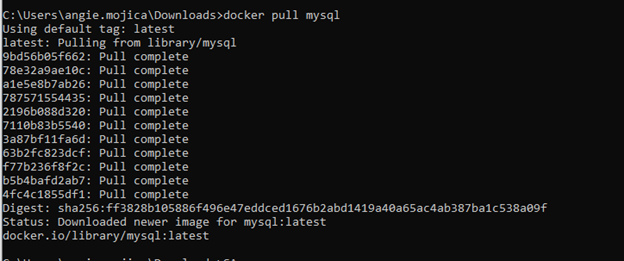 C:\Users\angie.mojica\Downloads>docker pull mysql
Using default tag: latest
latest: Pulling from library/mysql
9bd56b05f662: Pull complete
78e32a9ae10c: Pull complete
a1e5e8b7ab26: Pull complete
787571554435: Pull complete
2196b088d320: Pull complete
7110b83b5540: Pull complete
3a87bf11fa6d: Pull complete
63b2fc823dcf: Pull complete
f77b236f8f2c: Pull complete
b5b4bafd2ab7: Pull complete
4fc4c1855df1: Pull complete
Digest: sha256:ff3828b105886f496e47eddced1676b2abd1419a40a65ac4ab387ba1c538a09f
Status: Downloaded newer image for mysql:latest
docker.io/library/mysql:latest